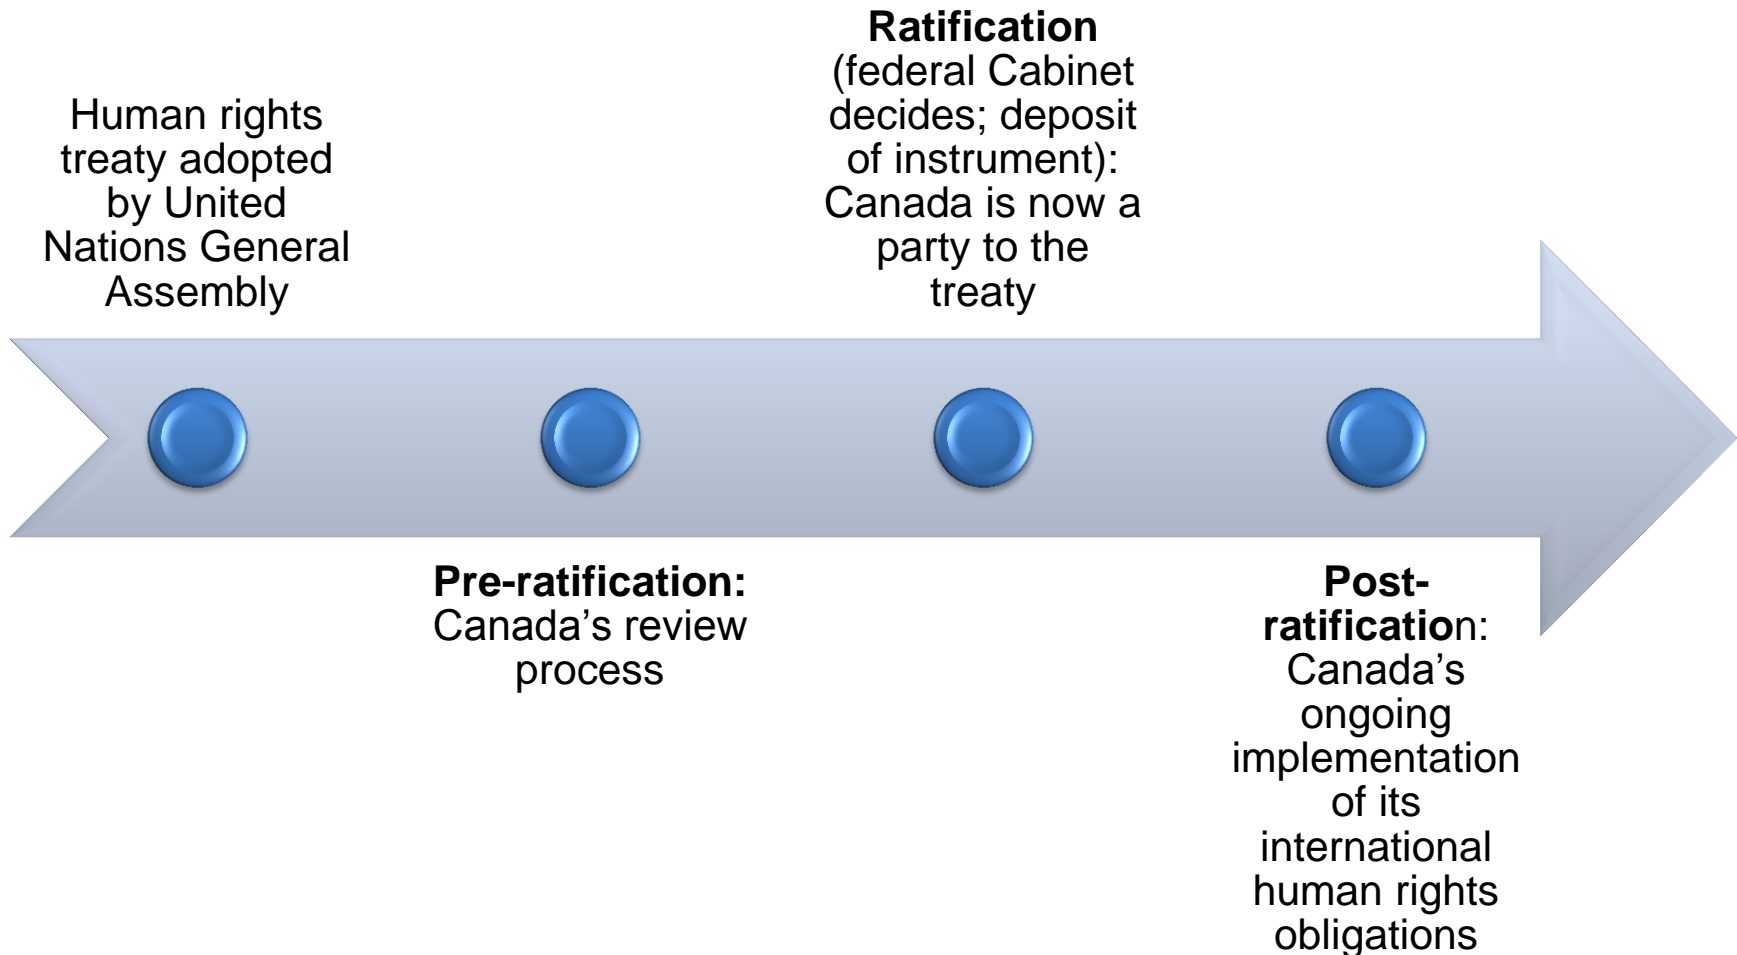 Human rights
treaty adopted
by United
Nations General
Assembly
Pre-ratification:
Canada’s review
process
Ratification
(federal Cabinet
decides; deposit
of instrument):
Canada is now a
party to the
treaty
Post-
ratification:
Canada’s
ongoing
implementation
of its
international
human rights
obligations